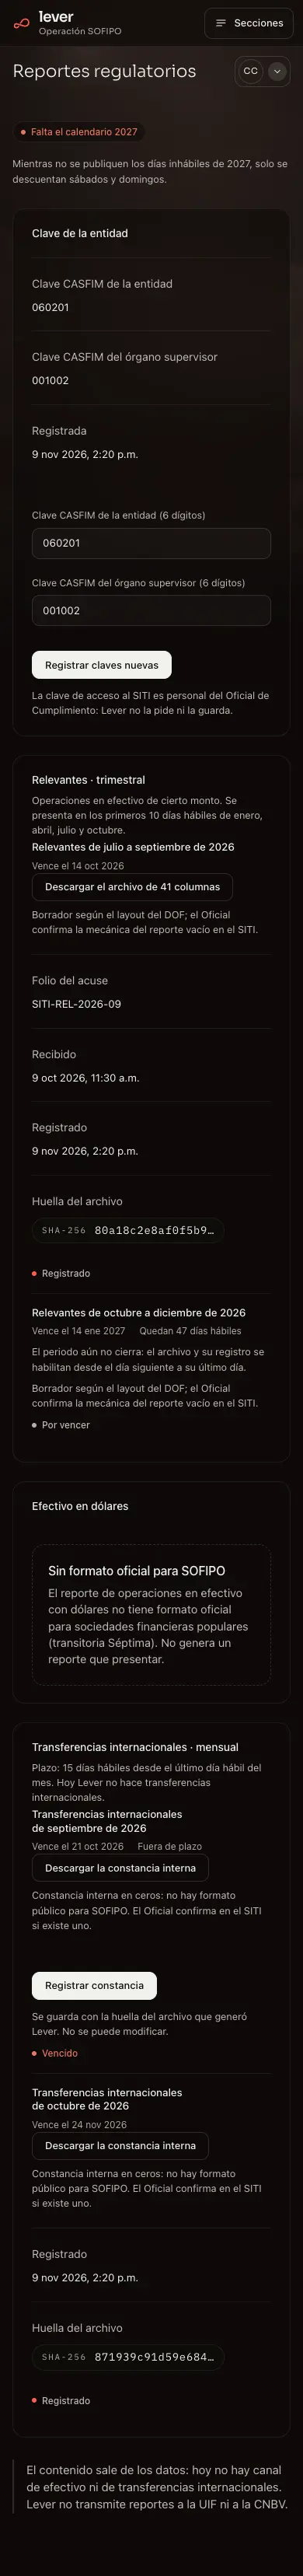 lever
Operación SOFIPO
Secciones
Reportes regulatorios
CC
Falta el calendario 2027
Mientras no se publiquen los días inhábiles de 2027, solo se
descuentan sábados y domingos.
Clave de la entidad
Clave CASFIM de la entidad
060201
Clave CASFIM del órgano supervisor
001002
Registrada
9 nov 2026, 2:20 p.m.
Clave CASFIM de la entidad (6 dígitos)
060201
Clave CASFIM del órgano supervisor (6 dígitos)
001002
Registrar claves nuevas
La clave de acceso al SITI es personal del Oficial de
Cumplimiento: Lever no la pide ni la guarda.
Relevantes · trimestral
Operaciones en efectivo de cierto monto. Se
presenta en los primeros 10 días hábiles de enero,
abril, julio y octubre.
Relevantes de julio a septiembre de 2026
Vence el 14 oct 2026
Descargar el archivo de 41 columnas
Borrador según el layout del DOF; el Oficial
confirma la mecánica del reporte vacío en el SITI.
Folio del acuse
SITI-REL-2026-09
Recibido
9 oct 2026, 11:30 a.m.
Registrado
9 nov 2026, 2:20 p.m.
Huella del archivo
SHA-256 80a18c2e8af0f5b9…
Registrado
Relevantes de octubre a diciembre de 2026
Vence el 14 ene 2027 Quedan 47 días hábiles
El periodo aún no cierra: el archivo y su registro se
habilitan desde el día siguiente a su último día.
Borrador según el layout del DOF; el Oficial
confirma la mecánica del reporte vacío en el SITI.
Por vencer
Efectivo en dólares
Sin formato oficial para SOFIPO
El reporte de operaciones en efectivo
con dólares no tiene formato oficial
para sociedades financieras populares
(transitoria Séptima). No genera un
reporte que presentar.
Transferencias internacionales · mensual
Plazo: 15 días hábiles desde el último día hábil del
mes. Hoy Lever no hace transferencias
internacionales.
Transferencias internacionales
de septiembre de 2026
Vence el 21 oct 2026 Fuera de plazo
Descargar la constancia interna
Constancia interna en ceros: no hay formato
público para SOFIPO. El Oficial confirma en el SITI
si existe uno.
Registrar constancia
Se guarda con la huella del archivo que generó
Lever. No se puede modificar.
Vencido
Transferencias internacionales
de octubre de 2026
Vence el 24 nov 2026
Descargar la constancia interna
Constancia interna en ceros: no hay formato
público para SOFIPO. El Oficial confirma en el SITI
si existe uno.
Registrado
9 nov 2026, 2:20 p.m.
Huella del archivo
SHA-256 871939c91d59e684…
Registrado
El contenido sale de los datos: hoy no hay canal
de efectivo ni de transferencias internacionales.
Lever no transmite reportes a la UIF ni a la CNBV.